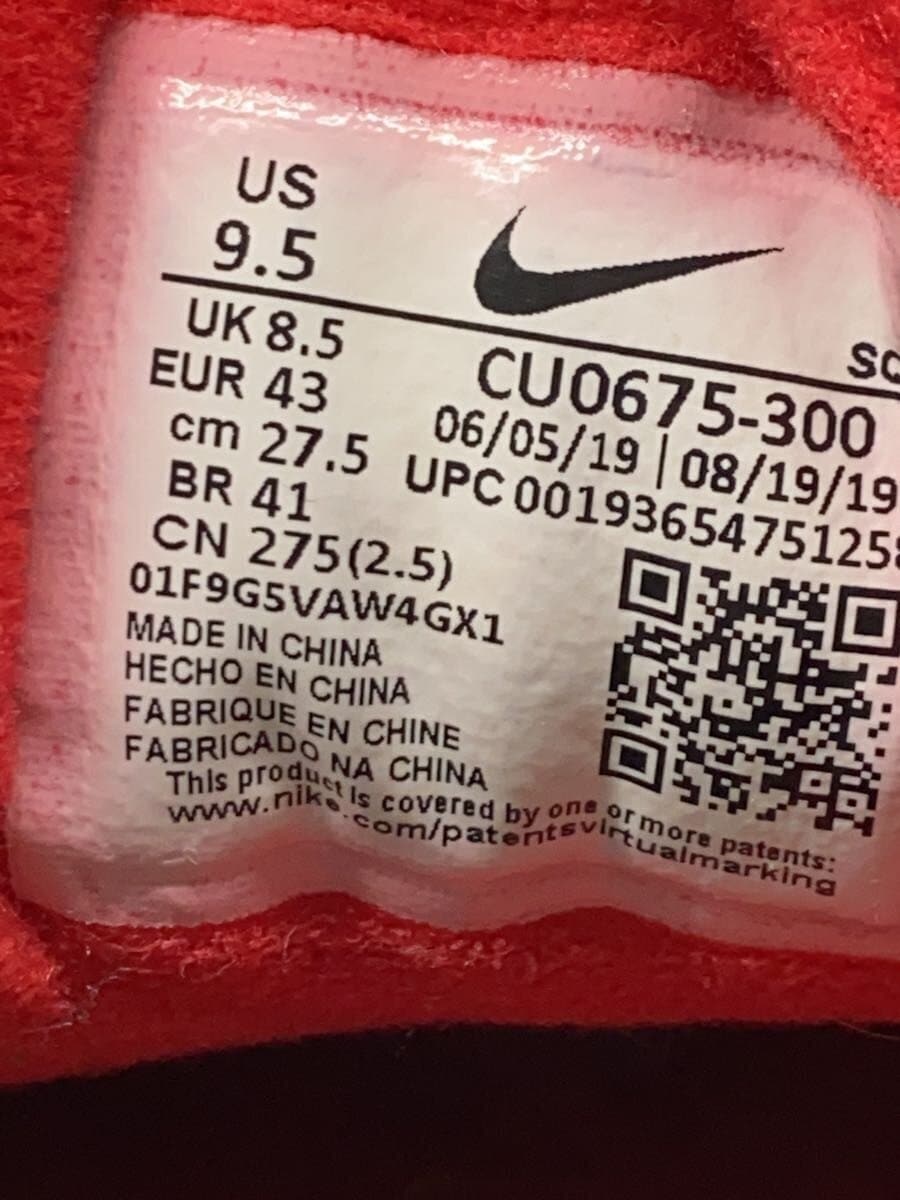 US
9.5
UK 8.5
EUR 43
cm 27.5
BR 41
CN 275(2.5)
01F9G5VAW4GX1
MADE IN CHINA
HECHO EN CHINA
FABRIQUE EN CHINE
FABRICADO NA CHINA
This product is covered by one or more patents:
www.nike.com/patentsvirtualmarking
CU0675-300
06/05/19 | 08/19/19
UPC 00193654751258